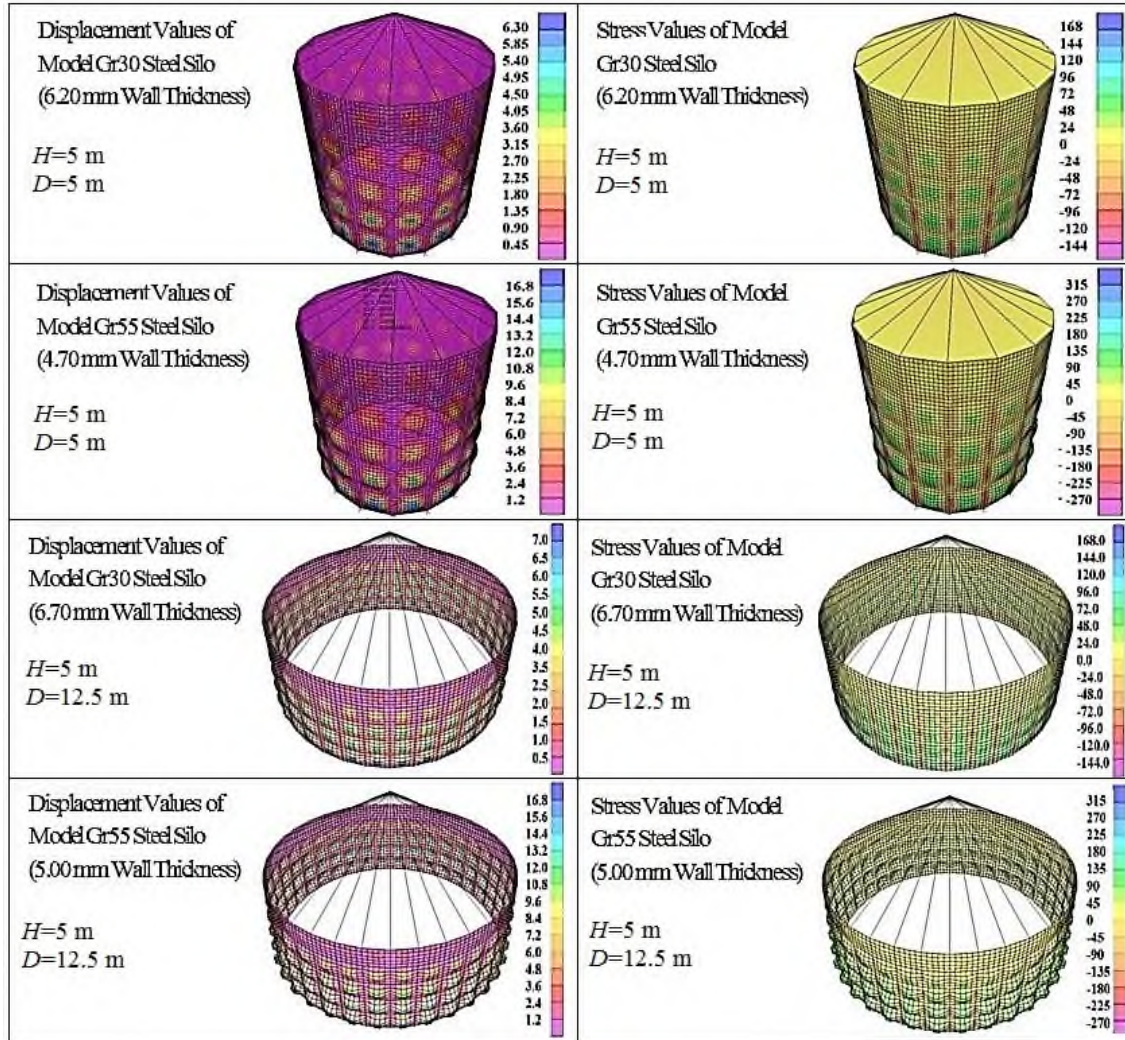 Displacement Values of
Model Gr30 Steel Silo
(6.20 mm Wall Thickness)
H=5 m
D=5 m
6.30
5.85
5.40
4.95
4.50
4.05
3.60
3.15
2.70
2.25
1.80
1.35
0.90
0.45
Stress Values of Model
Gr30 Steel Silo
(6.20 mm Wall Thickness)
H=5 m
D=5 m
168
144
120
96
72
48
24
0
-24
-48
-72
-96
-120
-144
Displacement Values of
Model Gr55 Steel Silo
(4.70 mm Wall Thickness)
H=5 m
D=5 m
16.8
15.6
14.4
13.2
12.0
10.8
9.6
8.4
7.2
6.0
4.8
3.6
2.4
1.2
Stress Values of Model
Gr55 Steel Silo
(4.70 mm Wall Thickness)
H=5 m
D=5 m
315
270
225
180
135
90
45
0
-45
-90
-135
-180
-225
-270
Displacement Values of
Model Gr30 Steel Silo
(6.70 mm Wall Thickness)
H=5 m
D=12.5 m
7.0
6.5
6.0
5.5
5.0
4.5
4.0
3.5
3.0
2.5
2.0
1.5
1.0
0.5
Stress Values of Model
Gr30 Steel Silo
(6.70 mm Wall Thickness)
H=5 m
D=12.5 m
168.0
144.0
120.0
96.0
72.0
48.0
24.0
0.0
-24.0
-48.0
-72.0
-96.0
-120.0
-144.0
Displacement Values of
Model Gr55 Steel Silo
(5.00 mm Wall Thickness)
H=5 m
D=12.5 m
16.8
15.6
14.4
13.2
12.0
10.8
9.6
8.4
7.2
6.0
4.8
3.6
2.4
1.2
Stress Values of Model
Gr55 Steel Silo
(5.00 mm Wall Thickness)
H=5 m
D=12.5 m
315
270
225
180
135
90
45
0
-45
-90
-135
-180
-225
-270